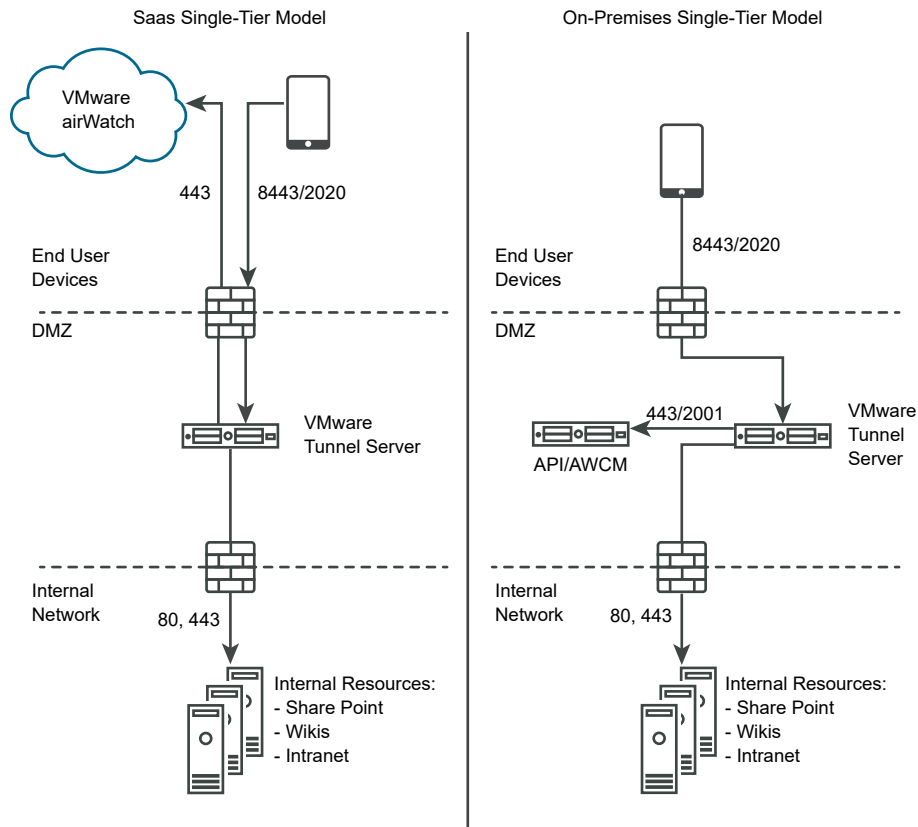 Saas Single-Tier Model
VMware
airWatch
443
8443/2020
End User
Devices
DMZ
VMware
Tunnel Server
Internal
Network
80, 443
Internal Resources:
- Share Point
- Wikis
- Intranet
On-Premises Single-Tier Model
8443/2020
End User
Devices
DMZ
443/2001
API/AWCM
VMware
Tunnel
Server
Internal
Network
80, 443
Internal Resources:
- Share Point
- Wikis
- Intranet